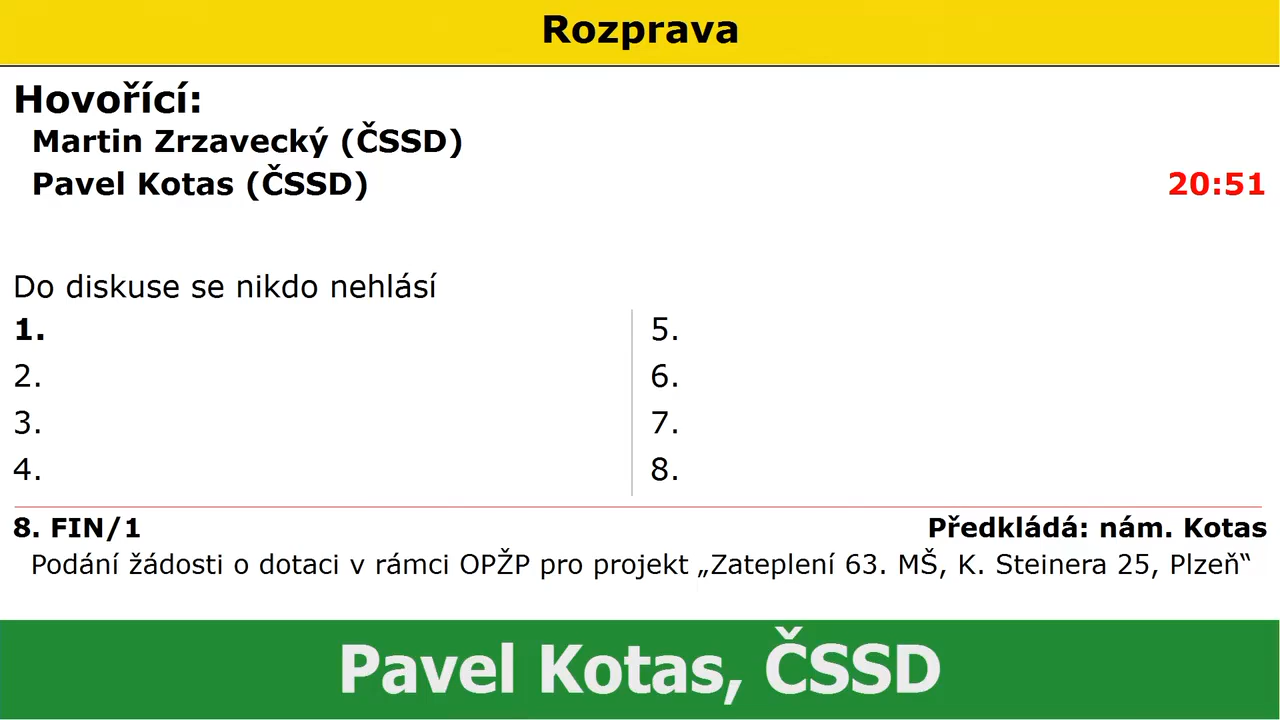 Rozprava
Hovořící:
Martin Zrzavecký (ČSSD)
Pavel Kotas (ČSSD) 20:51
Do diskuse se nikdo nehlásí
1.
2.
3.
4.
5.
6.
7.
8.
8. FIN/1 Předkládá: nám. Kotas
Podání žádosti o dotaci v rámci OPŽP pro projekt „Zateplení 63. MŠ, K. Steinera 25, Plzeň“
Pavel Kotas, ČSSD